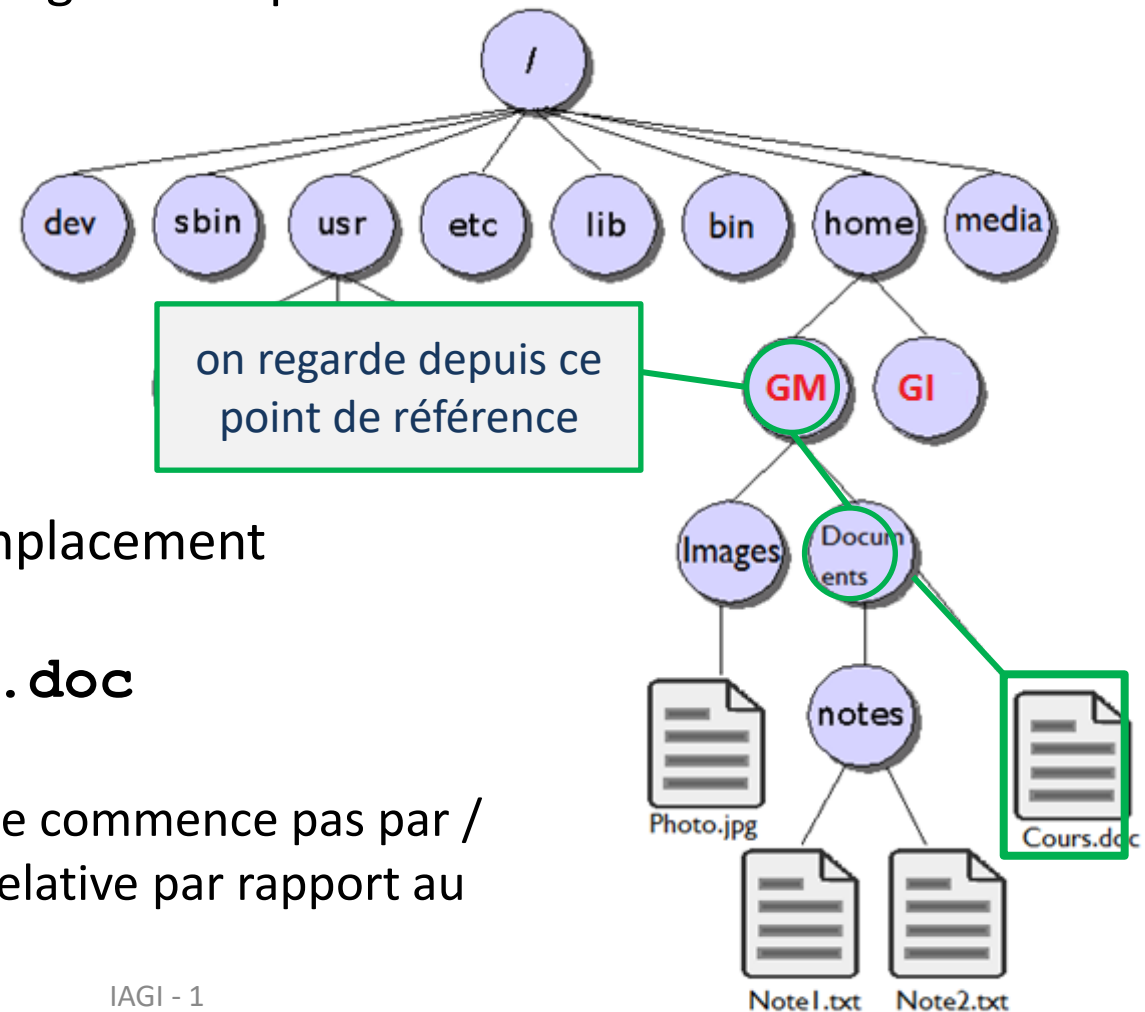 /
dev sbin usr etc lib bin home media
on regarde depuis ce
point de référence
GM GI
Images
Docum
ents
nplacement
.doc
notes
e commence pas par /
elative par rapport au
Photo.jpg
Cours.doc
Note1.txt Note2.txt
IAGI - 1